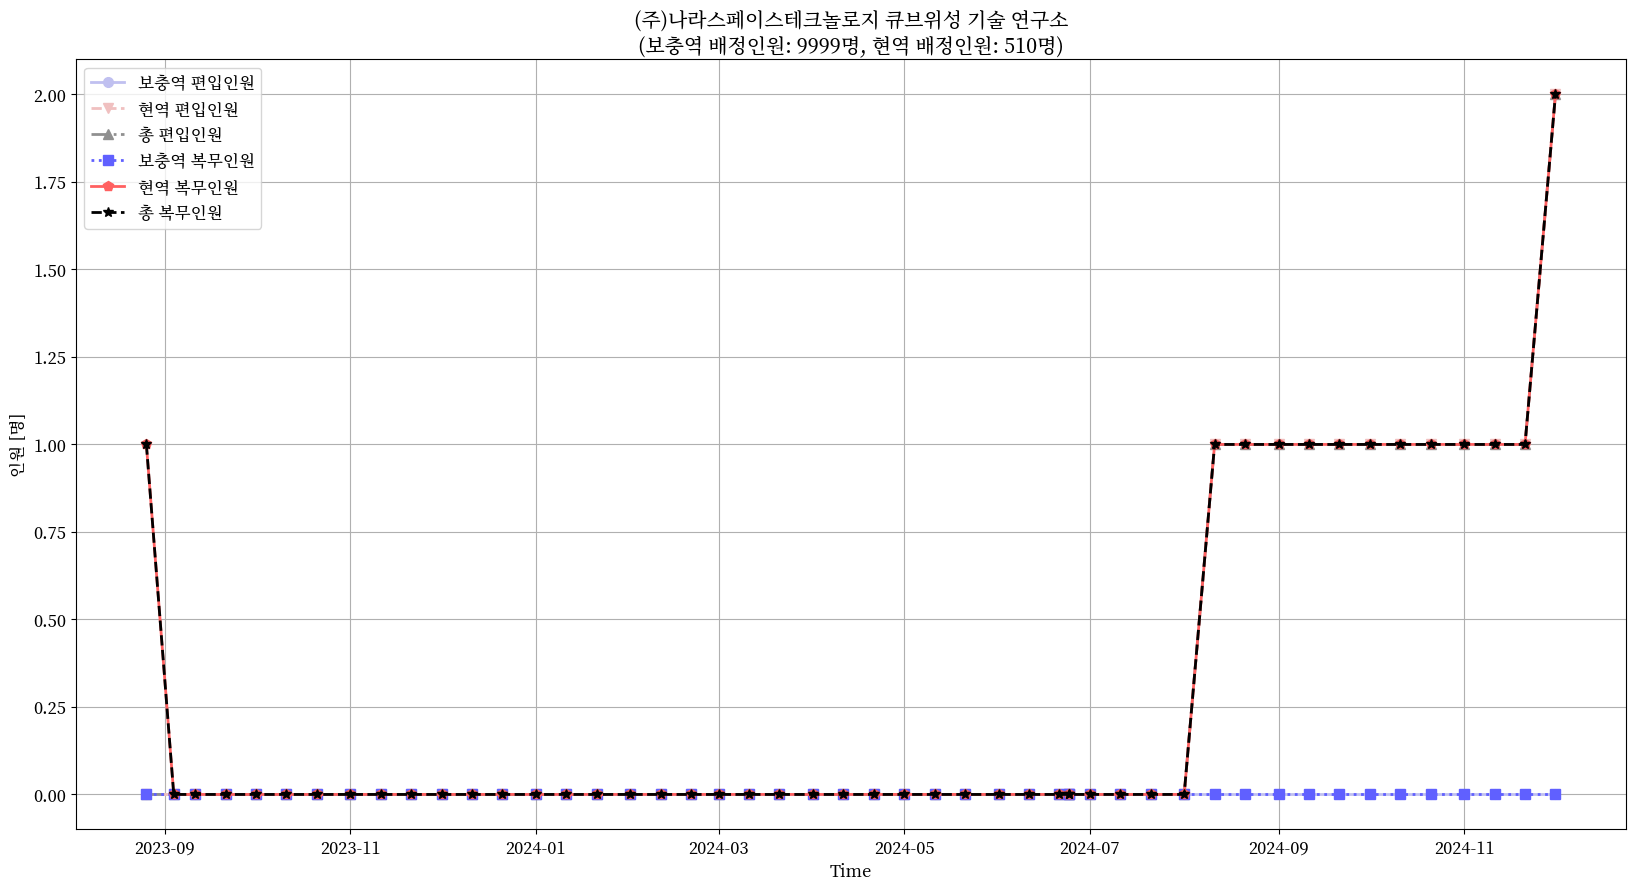 (주)나라스페이스테크놀로지 큐브위성 기술 연구소
(보충역 배정인원: 9999명, 현역 배정인원: 510명)
보충역 편입인원
현역 편입인원
총 편입인원
보충역 복무인원
현역 복무인원
총 복무인원
인원 [명]
2.00
1.75
1.50
1.25
1.00
0.75
0.50
0.25
0.00
2023-09 2023-11 2024-01 2024-03 2024-05 2024-07 2024-09 2024-11
Time